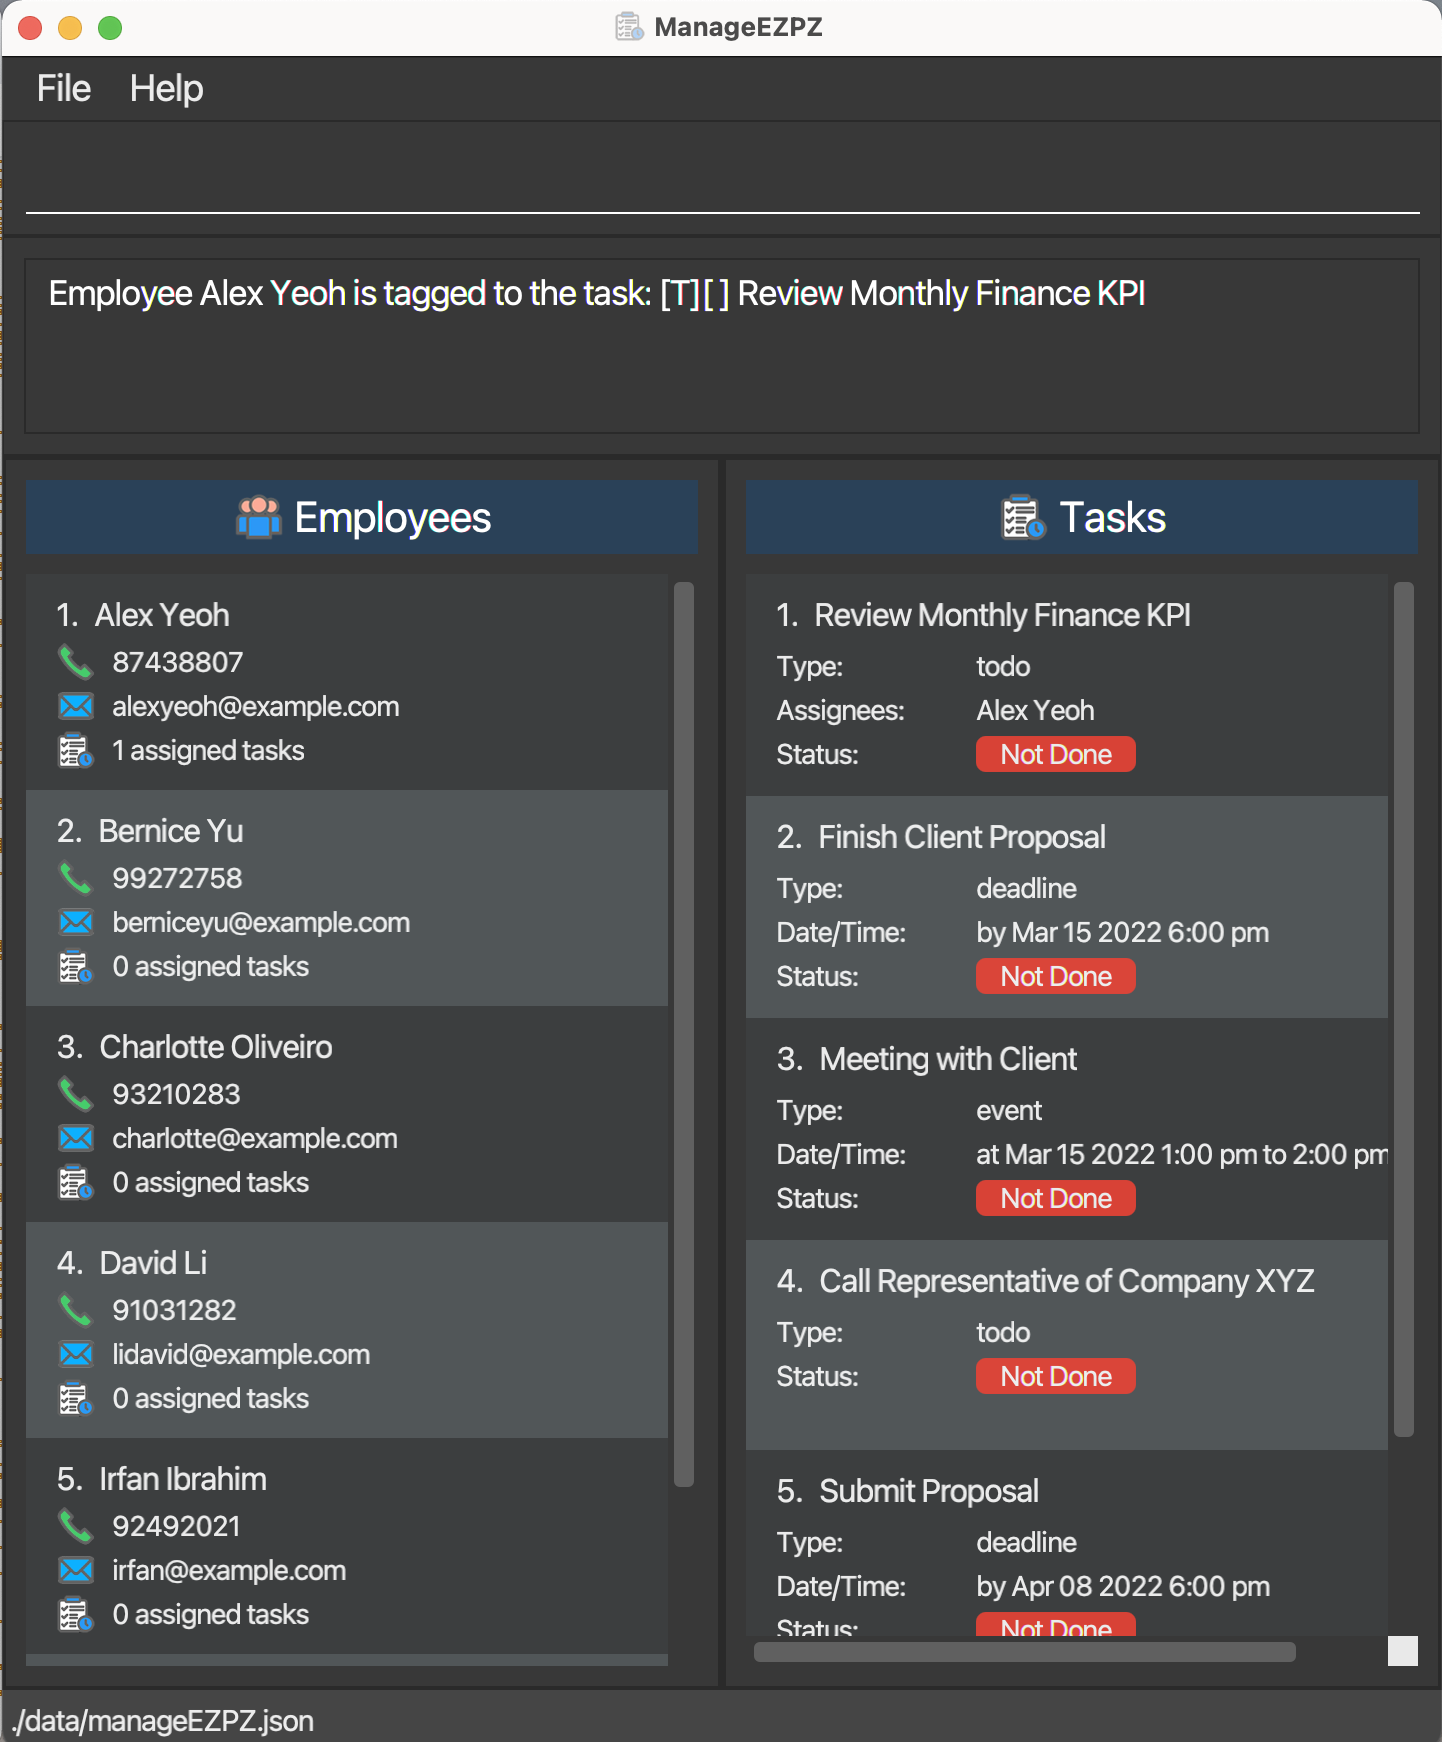 ManageEZPZ
File Help
Employee Alex Yeoh is tagged to the task: [T][ ] Review Monthly Finance KPI
Employees
1. Alex Yeoh
87438807
alexyeoh@example.com
1 assigned tasks
2. Bernice Yu
99272758
berniceyu@example.com
0 assigned tasks
3. Charlotte Oliveiro
93210283
charlotte@example.com
0 assigned tasks
4. David Li
91031282
lidavid@example.com
0 assigned tasks
5. Irfan Ibrahim
92492021
irfan@example.com
0 assigned tasks
Tasks
1. Review Monthly Finance KPI
Type: todo
Assignees: Alex Yeoh
Status: Not Done
2. Finish Client Proposal
Type: deadline
Date/Time: by Mar 15 2022 6:00 pm
Status: Not Done
3. Meeting with Client
Type: event
Date/Time: at Mar 15 2022 1:00 pm to 2:00 pm
Status: Not Done
4. Call Representative of Company XYZ
Type: todo
Status: Not Done
5. Submit Proposal
Type: deadline
Date/Time: by Apr 08 2022 6:00 pm
Status: Not Done
./data/manageEZPZ.json